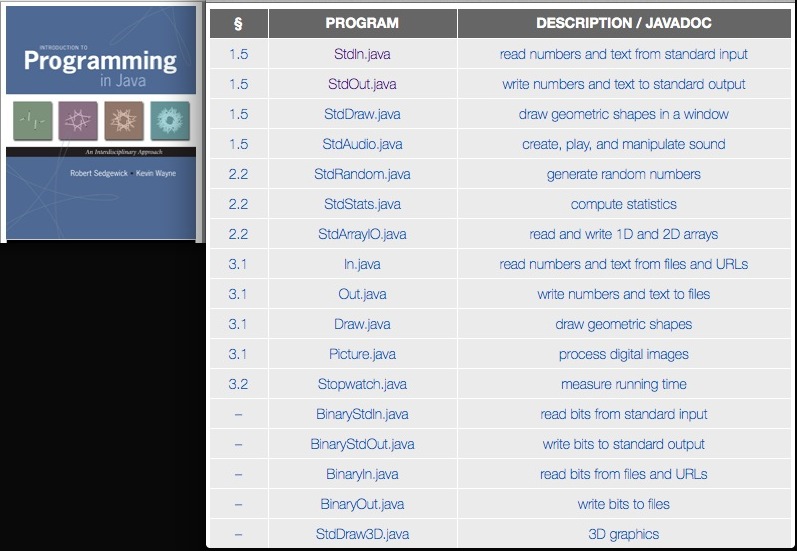 INTRODUCTION TO
Programming
in Java
An Interdisciplinary Approach
Robert Sedgewick • Kevin Wayne
§ PROGRAM DESCRIPTION / JAVADOC
1.5 StdIn.java read numbers and text from standard input
1.5 StdOut.java write numbers and text to standard output
1.5 StdDraw.java draw geometric shapes in a window
1.5 StdAudio.java create, play, and manipulate sound
2.2 StdRandom.java generate random numbers
2.2 StdStats.java compute statistics
2.2 StdArrayIO.java read and write 1D and 2D arrays
3.1 In.java read numbers and text from files and URLs
3.1 Out.java write numbers and text to files
3.1 Draw.java draw geometric shapes
3.1 Picture.java process digital images
3.2 Stopwatch.java measure running time
– BinaryStdIn.java read bits from standard input
– BinaryStdOut.java write bits to standard output
– BinaryIn.java read bits from files and URLs
– BinaryOut.java write bits to files
– StdDraw3D.java 3D graphics